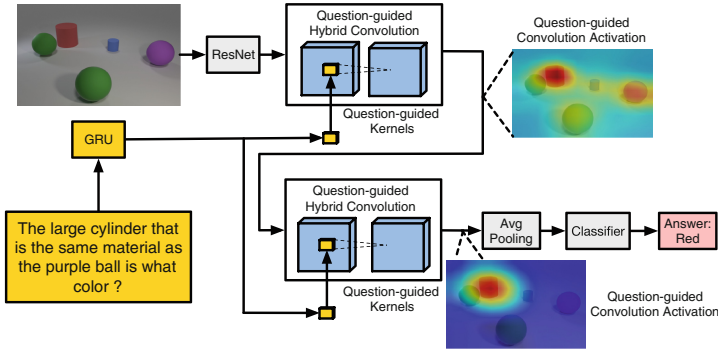 Question-guided
Hybrid Convolution
ResNet
Question-guided
Kernels
Question-guided
Convolution Activation
GRU
The large cylinder that
is the same material as
the purple ball is what
color ?
Question-guided
Hybrid Convolution
Question-guided
Kernels
Avg
Pooling
Classifier
Answer:
Red
Question-guided
Convolution Activation